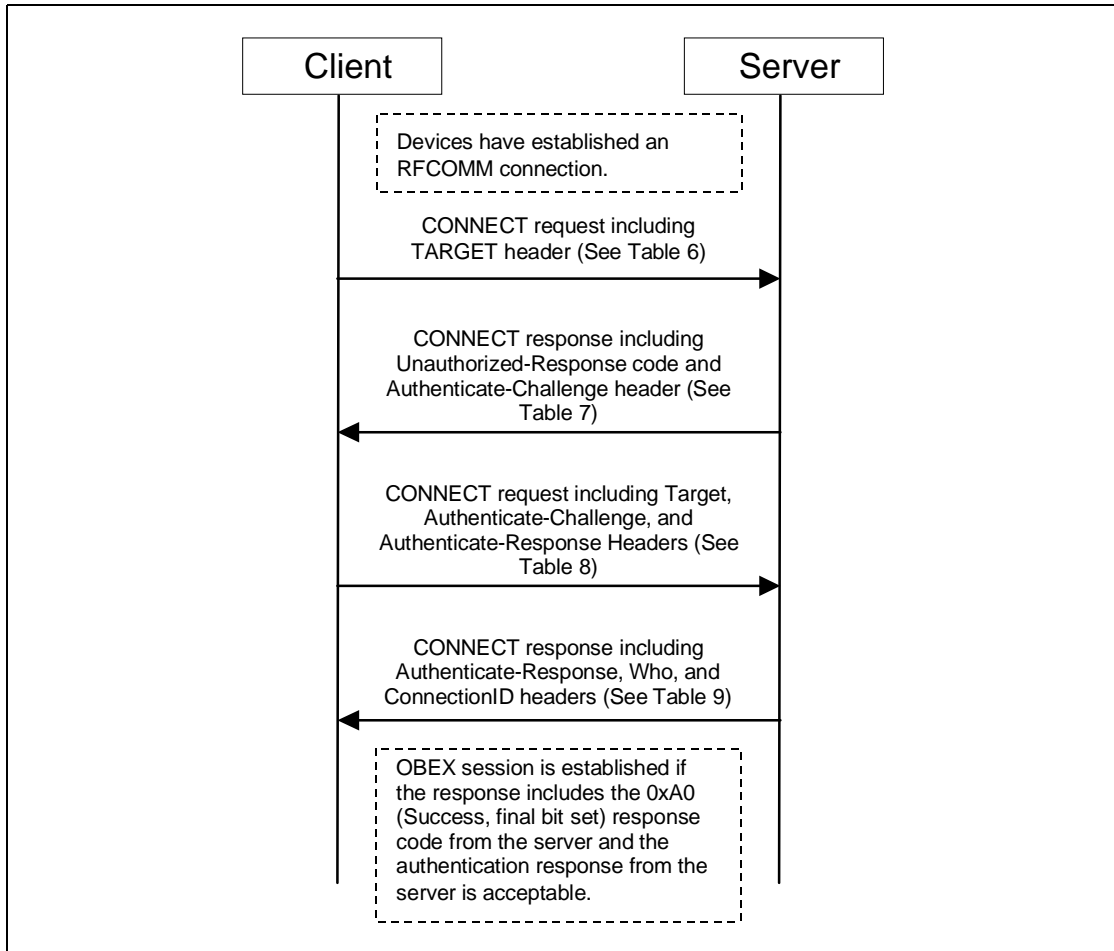 Client
Server
Devices have established an
RFCOMM connection.
CONNECT request including
TARGET header (See Table 6)
CONNECT response including
Unauthorized-Response code and
Authenticate-Challenge header (See
Table 7)
CONNECT request including Target,
Authenticate-Challenge, and
Authenticate-Response Headers (See
Table 8)
CONNECT response including
Authenticate-Response, Who, and
ConnectionID headers (See Table 9)
OBEX session is established if
the response includes the 0xA0
(Success, final bit set) response
code from the server and the
authentication response from the
server is acceptable.